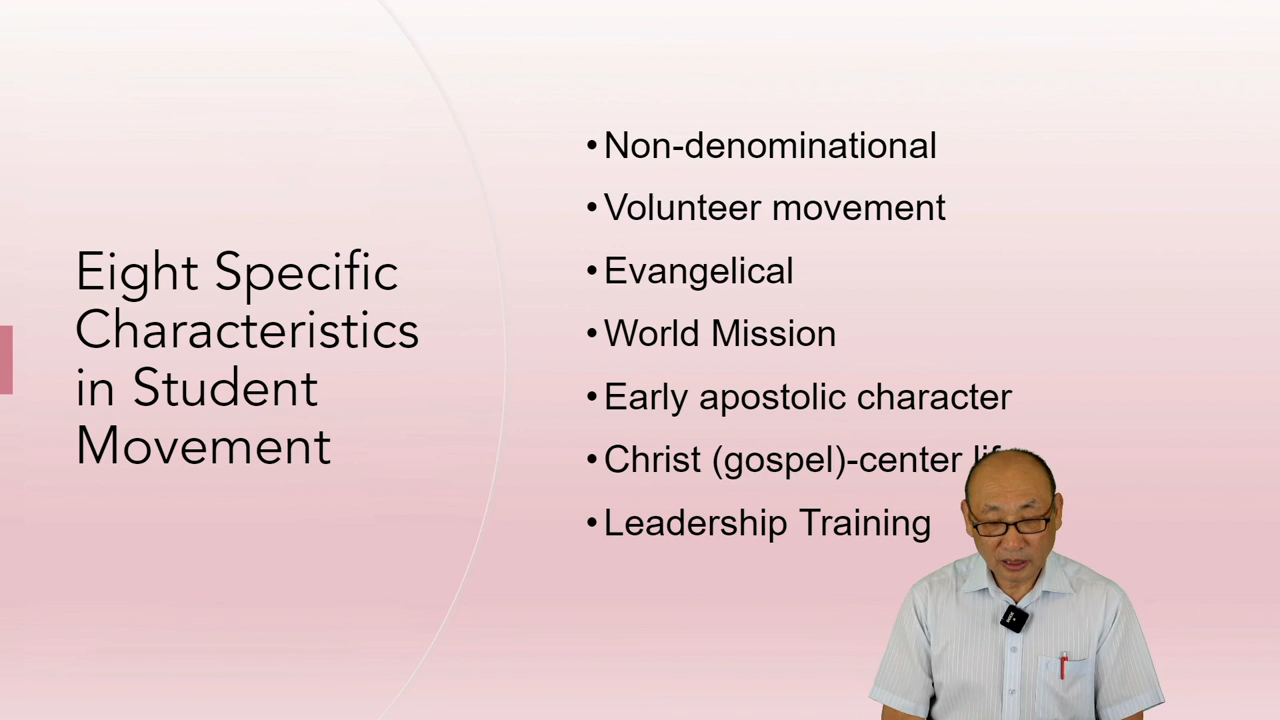 Eight Specific
Characteristics
in Student
Movement
• Non-denominational
• Volunteer movement
• Evangelical
• World Mission
• Early apostolic character
• Christ (gospel)-center
• Leadership Training